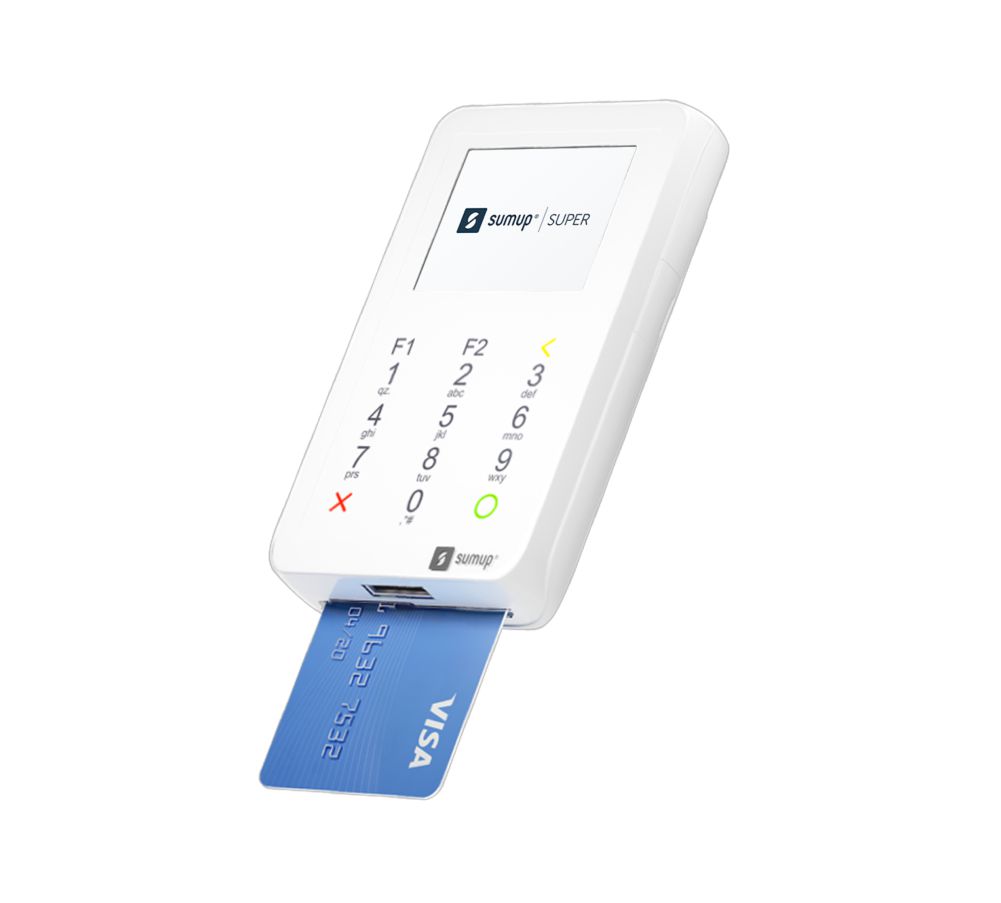 sumup® | SUPER
F1 F2 <
1 2 3
qz. abc def
4 5 6
ghi jkl mno
7 8 9
prs tuv wxy
0
.*#
sumup®
9632 7532
04/20
VISA